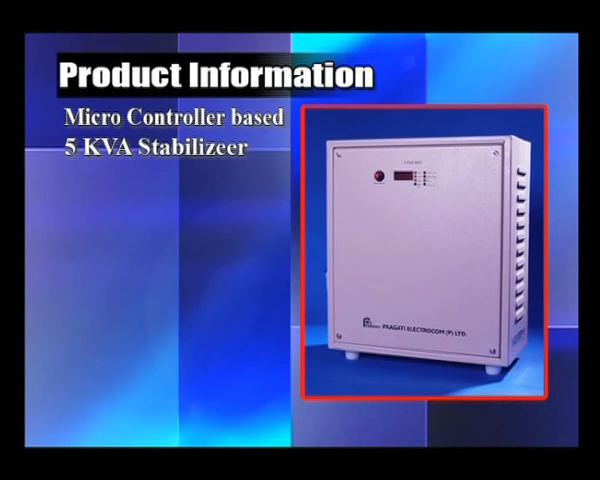 Product Information
Micro Controller based
5 KVA Stabilizeer
PRAGATI ELECTROCOM (P) LTD.